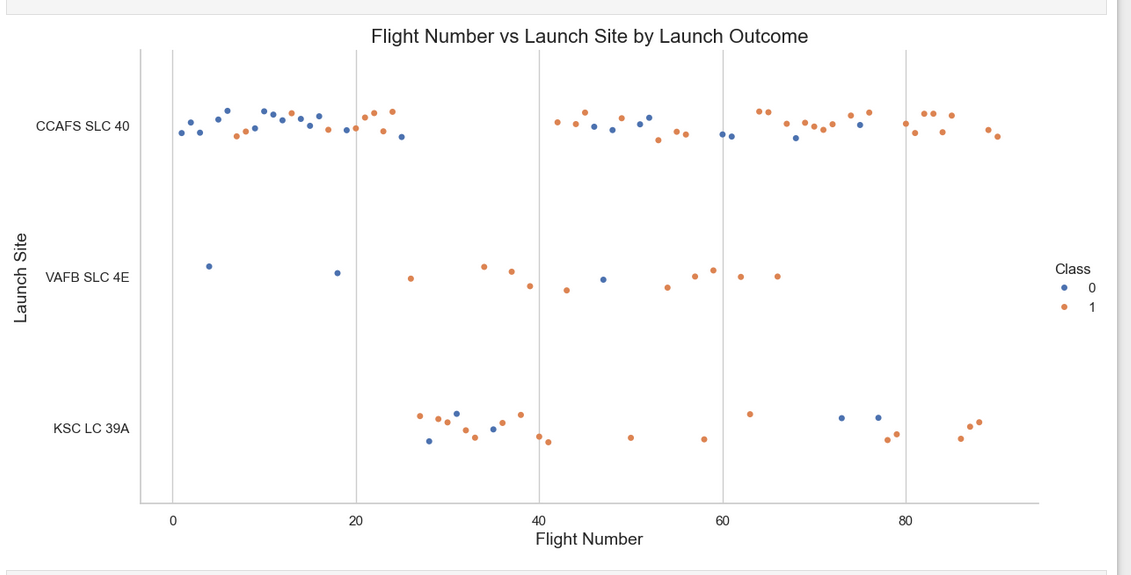 Flight Number vs Launch Site by Launch Outcome
Launch Site
CCAFS SLC 40
VAFB SLC 4E
KSC LC 39A
0
20
40
60
80
Flight Number
Class
0
1